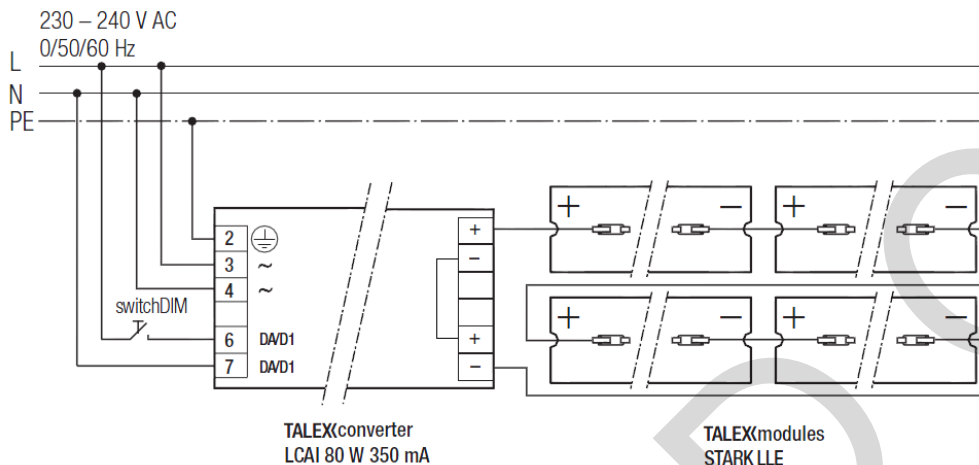 230 – 240 V AC
0/50/60 Hz
L
N
PE
+ – + –
2 +
3 ~ –
4 ~
switchDIM
+ – + –
6 DA/D1 +
7 DA/D1 –
TALEXconverter
LCAI 80 W 350 mA
TALEXmodules
STARK LLE